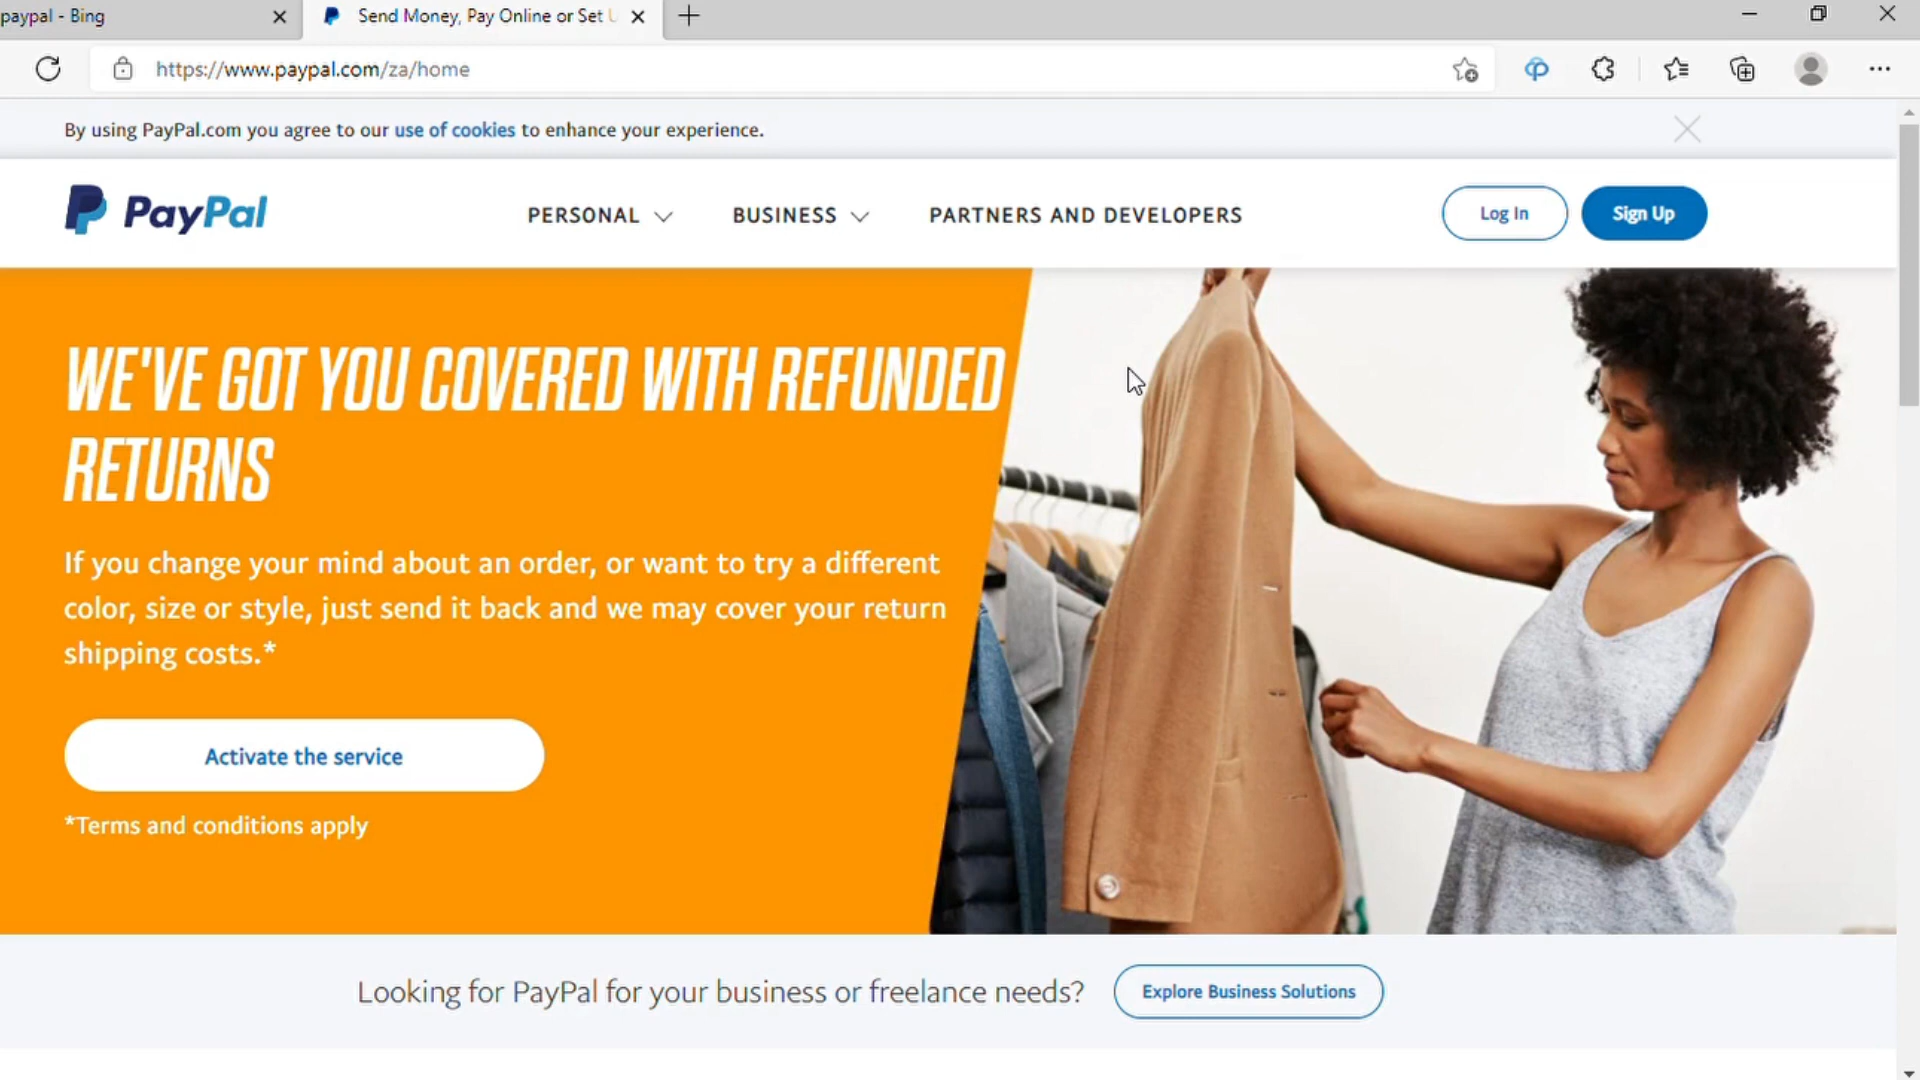 paypal - Bing
Send Money, Pay Online or Set U
https://www.paypal.com/za/home
By using PayPal.com you agree to our use of cookies to enhance your experience.
PayPal
PERSONAL
BUSINESS
PARTNERS AND DEVELOPERS
Log In
Sign Up
WE'VE GOT YOU COVERED WITH REFUNDED
RETURNS
If you change your mind about an order, or want to try a different
color, size or style, just send it back and we may cover your return
shipping costs.*
Activate the service
*Terms and conditions apply
Looking for PayPal for your business or freelance needs?
Explore Business Solutions